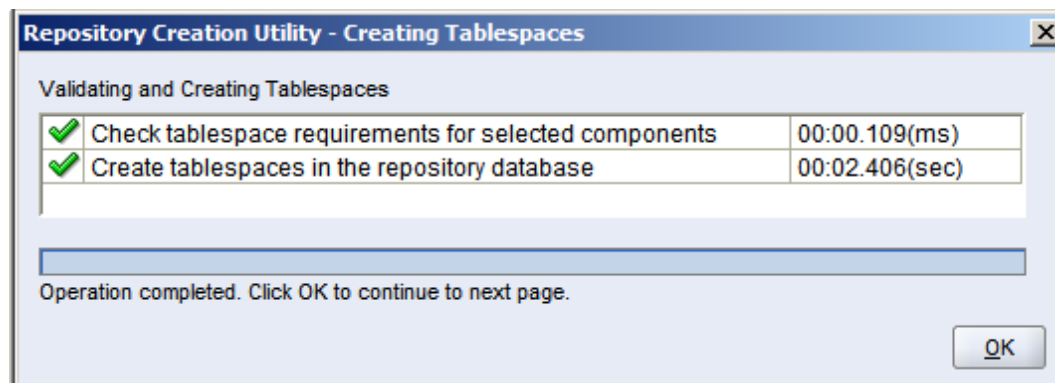 Repository Creation Utility - Creating Tablespaces
Validating and Creating Tablespaces
Check tablespace requirements for selected components 00:00.109(ms)
Create tablespaces in the repository database 00:02.406(sec)
Operation completed. Click OK to continue to next page.
OK